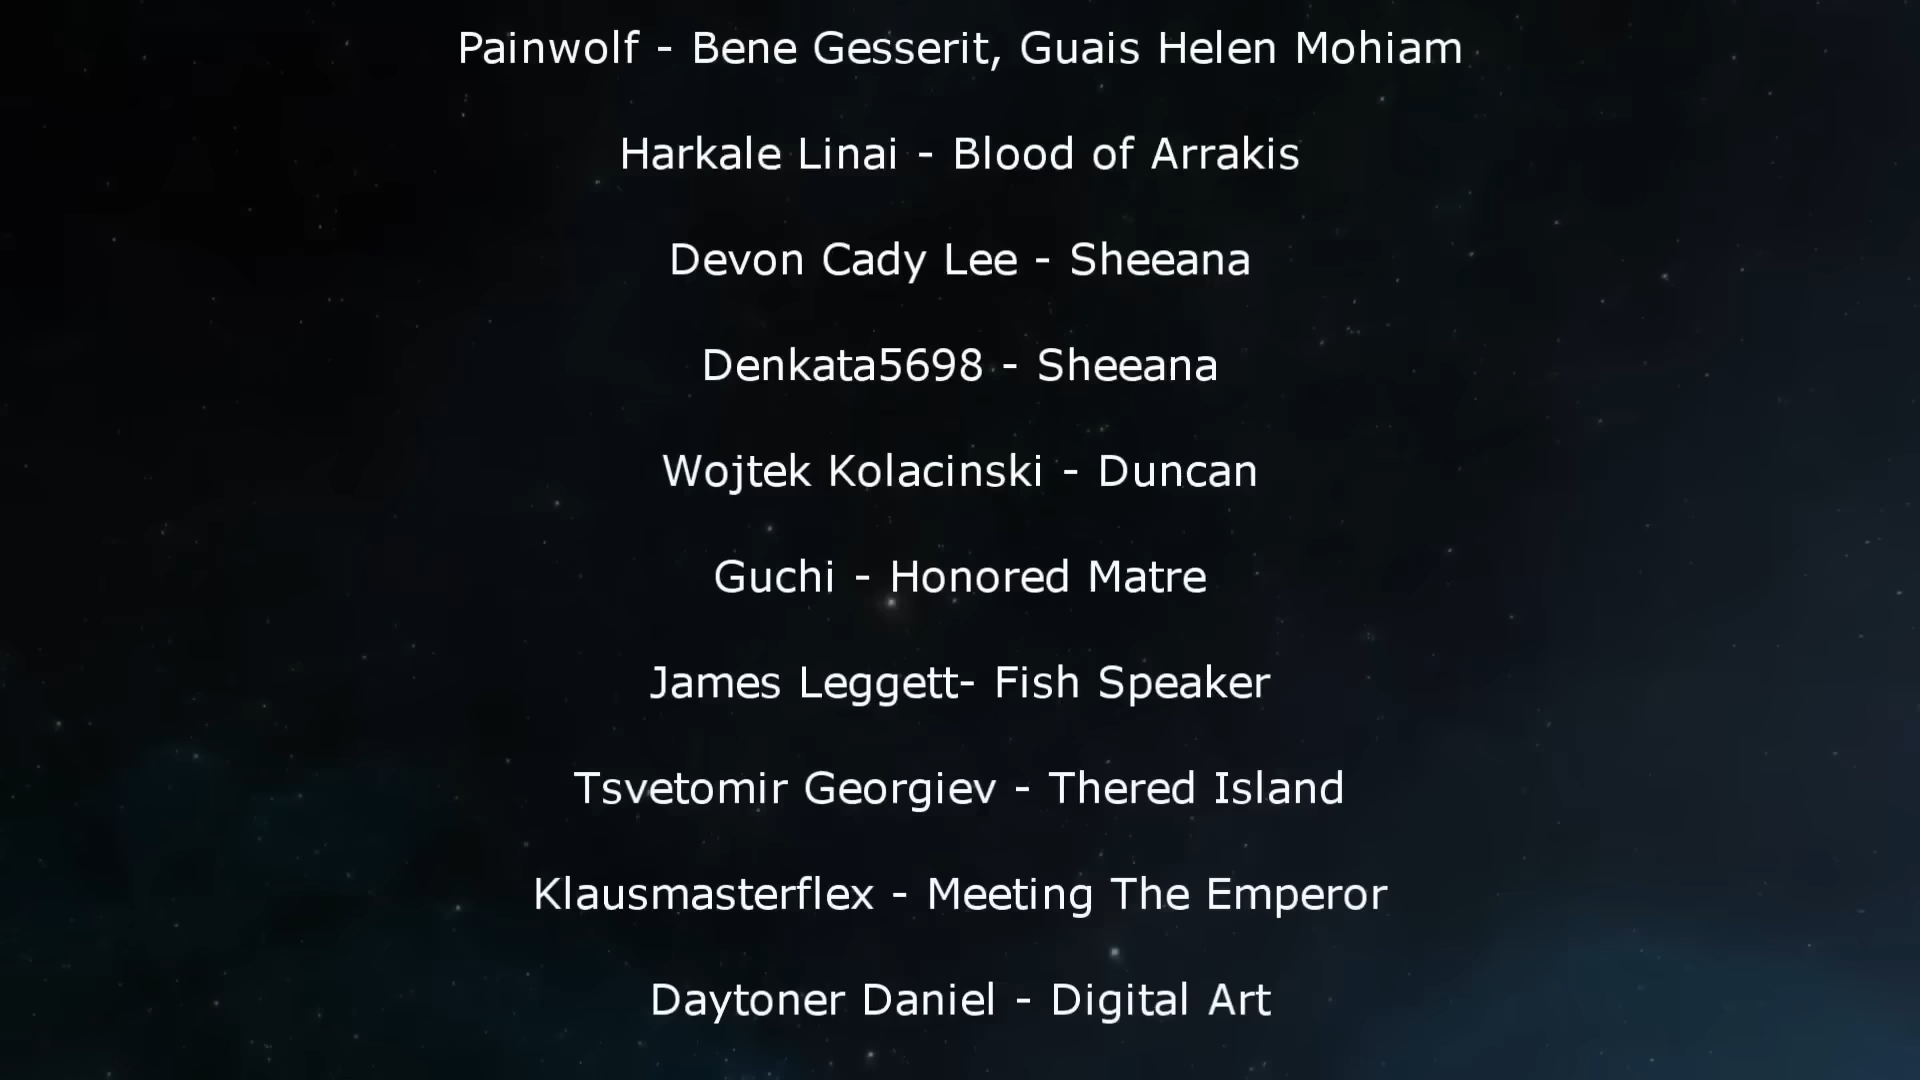 Painwolf - Bene Gesserit, Guais Helen Mohiam
Harkale Linai - Blood of Arrakis
Devon Cady Lee - Sheeana
Denkata5698 - Sheeana
Wojtek Kolacinski - Duncan
Guchi - Honored Matre
James Leggett- Fish Speaker
Tsvetomir Georgiev - Thered Island
Klausmasterflex - Meeting The Emperor
Daytoner Daniel - Digital Art